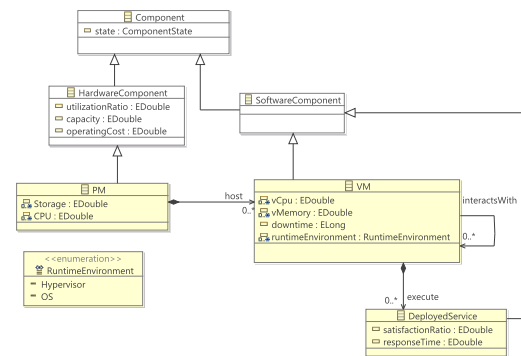 Component
state : ComponentState
HardwareComponent
utilizationRatio : EDouble
capacity : EDouble
operatingCost : EDouble
SoftwareComponent
PM
Storage : EDouble
CPU : EDouble
host
0..*
VM
vCpu : EDouble
vMemory : EDouble
downtime : ELong
runtimeEnvironment : RuntimeEnvironment
interactsWith
0..*
<<enumeration>>
RuntimeEnvironment
Hypervisor
OS
0..*
execute
DeployedService
satisfactionRatio : EDouble
responseTime : EDouble